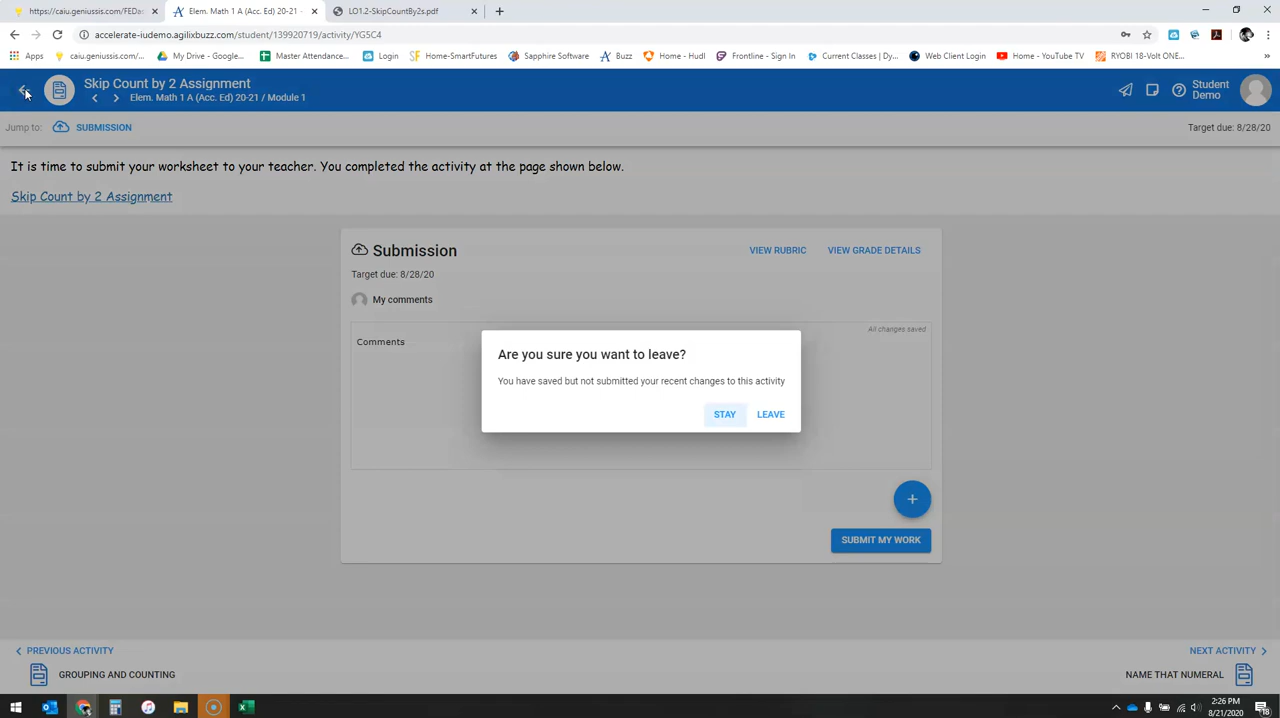 https://caiu.geniussis.com/FEDas
Elem. Math 1 A (Acc. Ed) 20-21 -
LO1.2-SkipCountBy2s.pdf
accelerate-iudemo.agilixbuzz.com/student/139920719/activity/YG5C4
Apps
caiu.geniussis.com/...
My Drive - Google...
Master Attendance...
Login
Home-SmartFutures
Sapphire Software
Buzz
Home - Hudl
Frontline - Sign In
Current Classes | Dy...
Web Client Login
Home - YouTube TV
RYOBI 18-Volt ONE...
Skip Count by 2 Assignment
Elem. Math 1 A (Acc. Ed) 20-21 / Module 1
Student
Demo
Jump to:
SUBMISSION
Target due: 8/28/20
It is time to submit your worksheet to your teacher. You completed the activity at the page shown below.
Skip Count by 2 Assignment
Submission
VIEW RUBRIC
VIEW GRADE DETAILS
Target due: 8/28/20
My comments
All changes saved
Comments
Are you sure you want to leave?
You have saved but not submitted your recent changes to this activity
STAY
LEAVE
SUBMIT MY WORK
PREVIOUS ACTIVITY
NEXT ACTIVITY
GROUPING AND COUNTING
NAME THAT NUMERAL
2:26 PM
8/21/2020